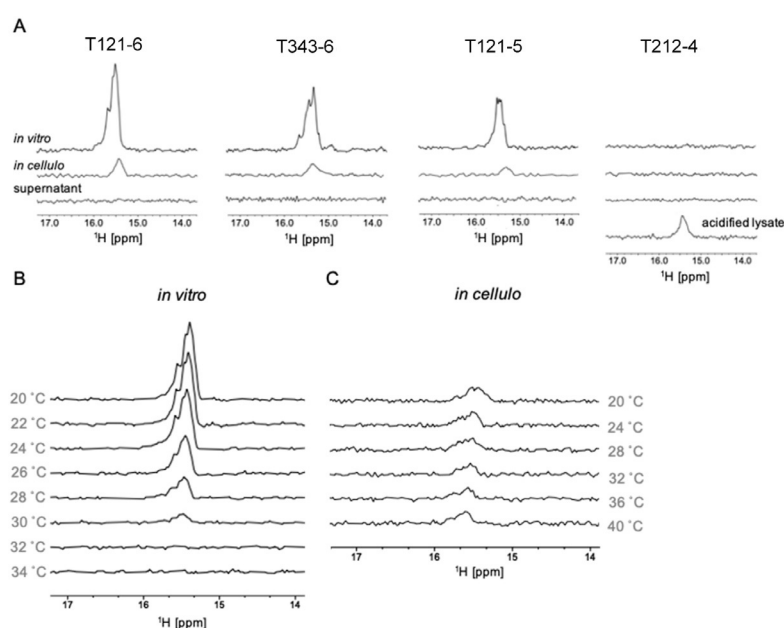 A
T121-6 T343-6 T121-5 T212-4
in vitro
in cellulo
supernatant
acidified lysate
17.0 16.0 15.0 14.0
¹H [ppm]
17.0 16.0 15.0 14.0
¹H [ppm]
17.0 16.0 15.0 14.0
¹H [ppm]
17.0 16.0 15.0 14.0
¹H [ppm]
B
in vitro
20 ˚C
22 ˚C
24 ˚C
26 ˚C
28 ˚C
30 ˚C
32 ˚C
34 ˚C
17 16 15 14
¹H [ppm]
C
in cellulo
20 ˚C
24 ˚C
28 ˚C
32 ˚C
36 ˚C
40 ˚C
17 16 15 14
¹H [ppm]